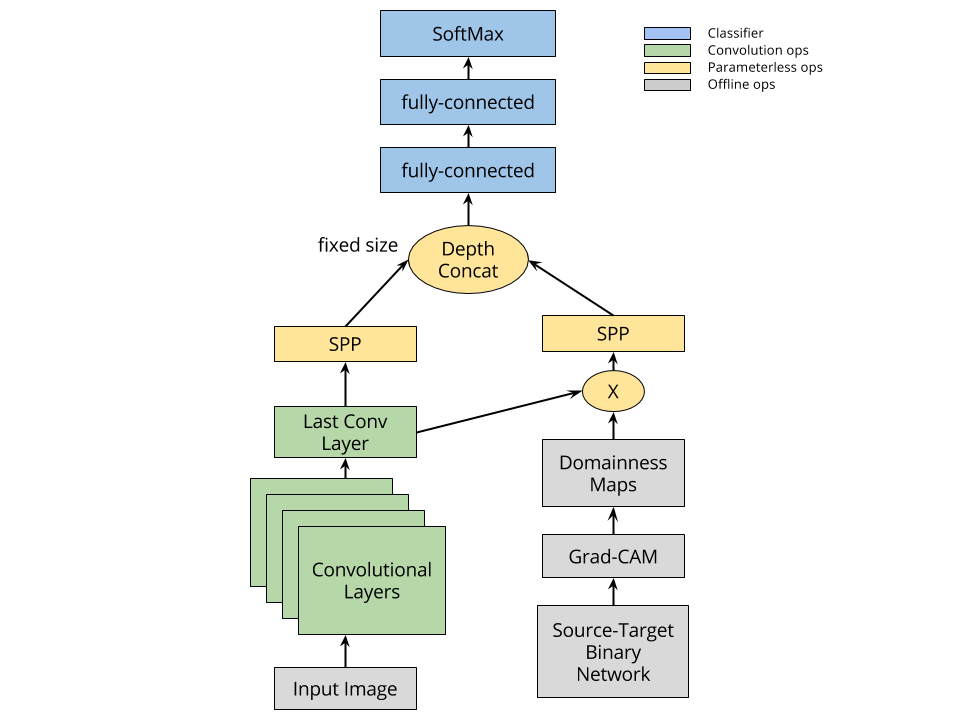 SoftMax
Classifier
Convolution ops
Parameterless ops
Offline ops
fully-connected
fully-connected
fixed size
Depth
Concat
SPP
SPP
X
Last Conv
Layer
Domainness
Maps
Grad-CAM
Convolutional
Layers
Source-Target
Binary
Network
Input Image